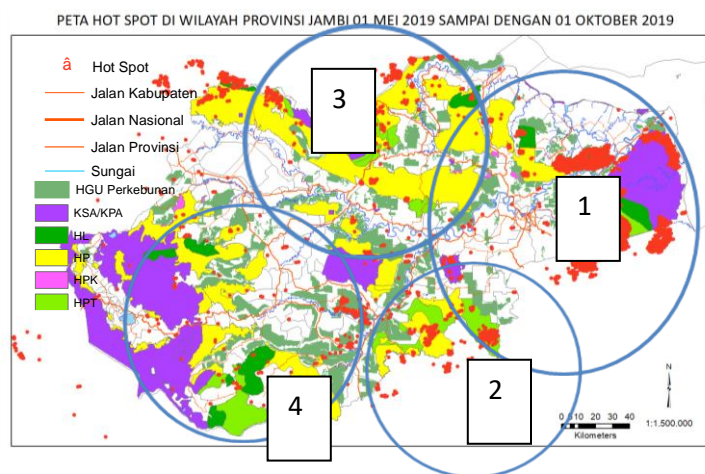 PETA HOT SPOT DI WILAYAH PROVINSI JAMBI 01 MEI 2019 SAMPAI DENGAN 01 OKTOBER 2019
â Hot Spot
Jalan Kabupaten
Jalan Nasional
Jalan Provinsi
Sungai
HGU Perkebunan
KSA/KPA
HL
HP
HPK
HPT
3
1
2
4
N
0 5 10 20 30 40
Kilometers
1:1.500.000